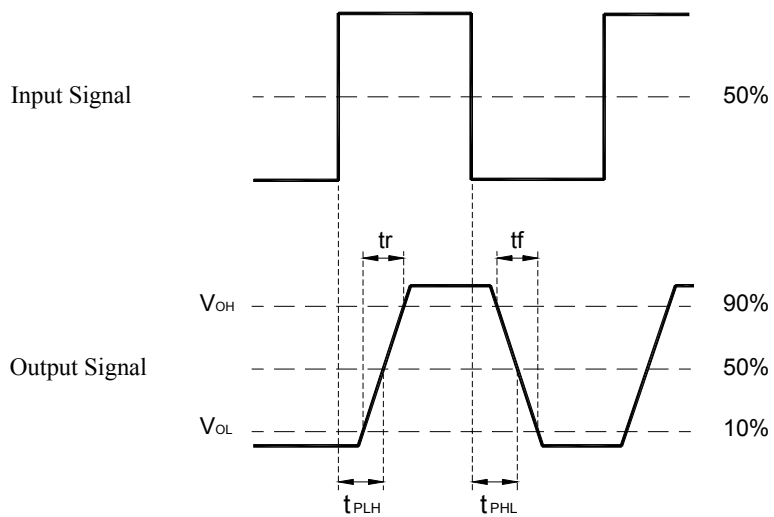 Input Signal
50%
tr
tf
VOH
90%
Output Signal
50%
VOL
10%
tPLH
tPHL